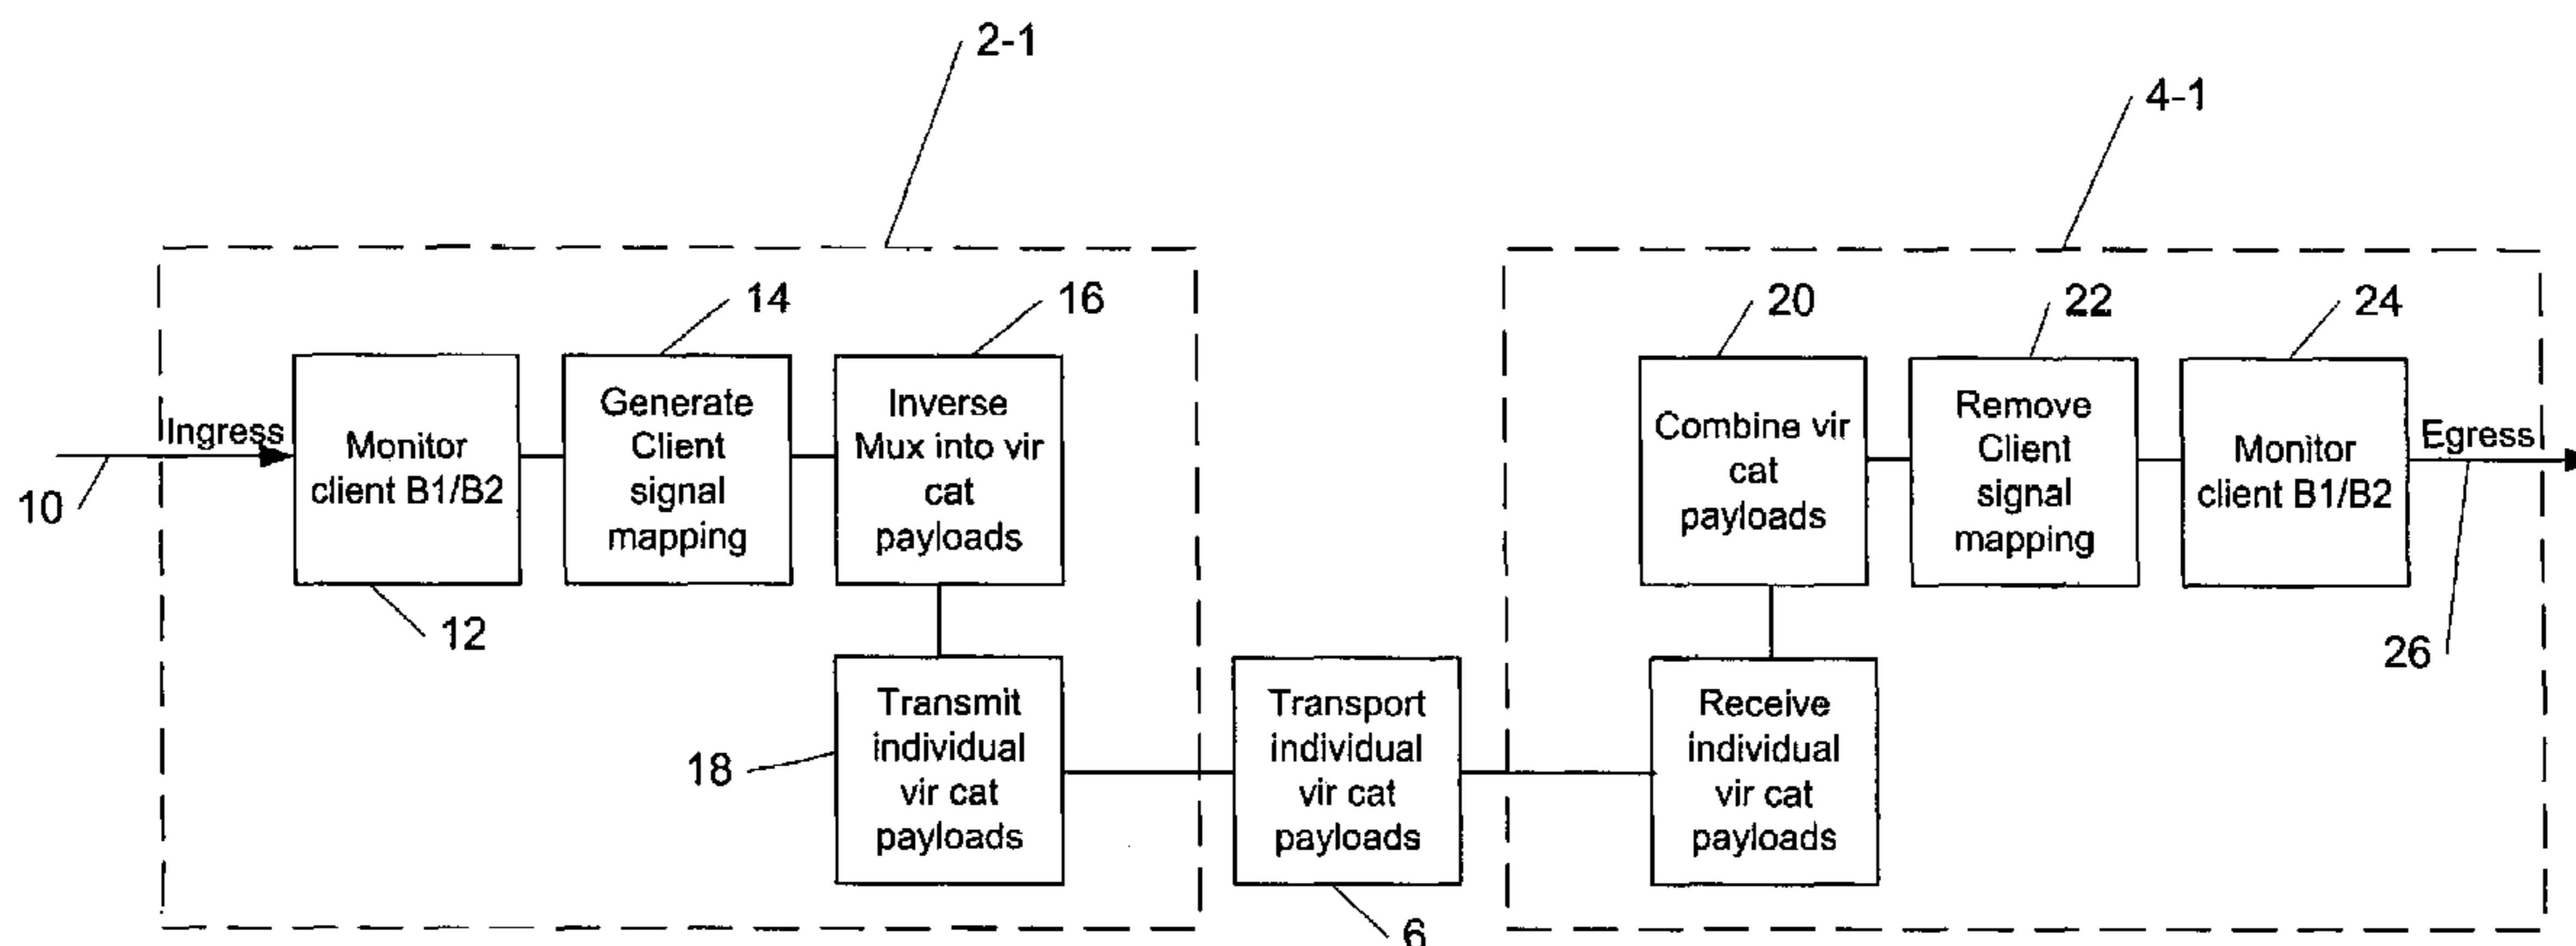 2-1
4-1
14
16
20
22
24
Ingress
10
Monitor
client B1/B2
12
Generate
Client
signal
mapping
Inverse
Mux into vir
cat
payloads
18
Transmit
individual
vir cat
payloads
Transport
individual
vir cat
payloads
6
Receive
individual
vir cat
payloads
Combine vir
cat
payloads
Remove
Client
signal
mapping
Monitor
client B1/B2
Egress
26